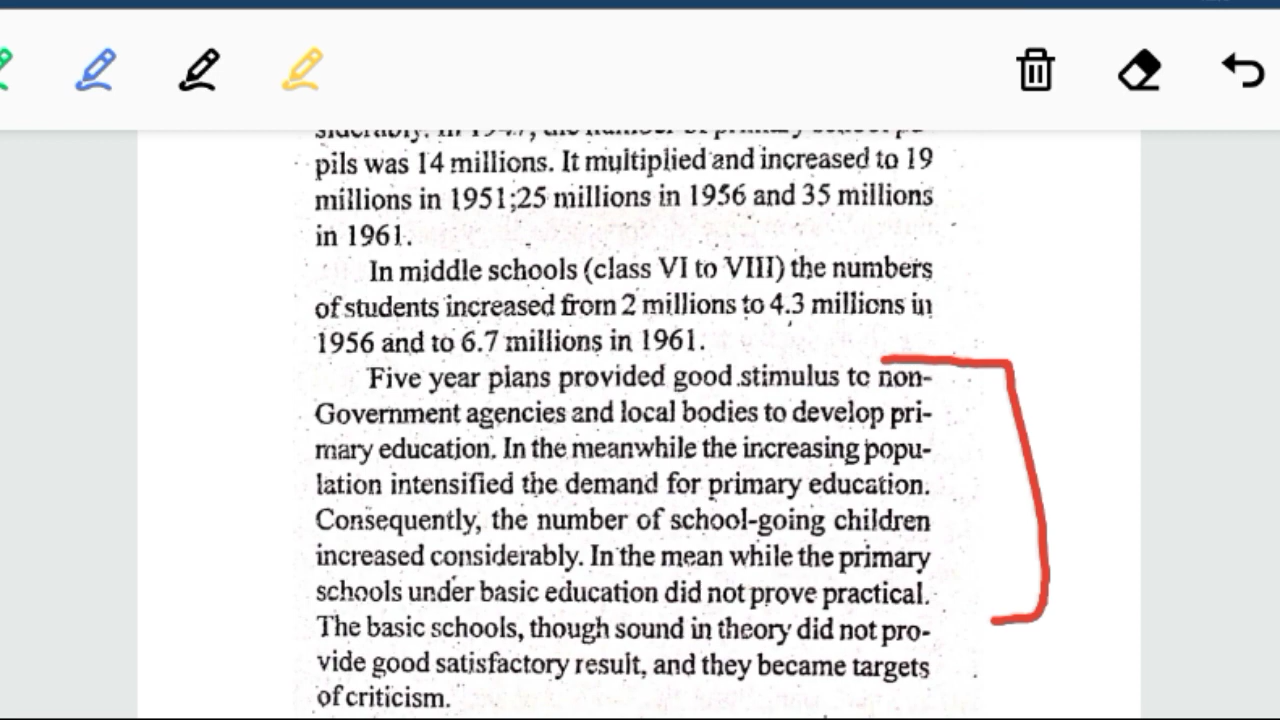 pils was 14 millions. It multiplied and increased to 19
millions in 1951;25 millions in 1956 and 35 millions
in 1961.
In middle schools (class VI to VIII) the numbers
of students increased from 2 millions to 4.3 millions in
1956 and to 6.7 millions in 1961.
Five year plans provided good stimulus to non-
Government agencies and local bodies to develop pri-
mary education. In the meanwhile the increasing popu-
lation intensified the demand for primary education.
Consequently, the number of school-going children
increased considerably. In the mean while the primary
schools under basic education did not prove practical.
The basic schools, though sound in theory did not pro-
vide good satisfactory result, and they became targets
of criticism.